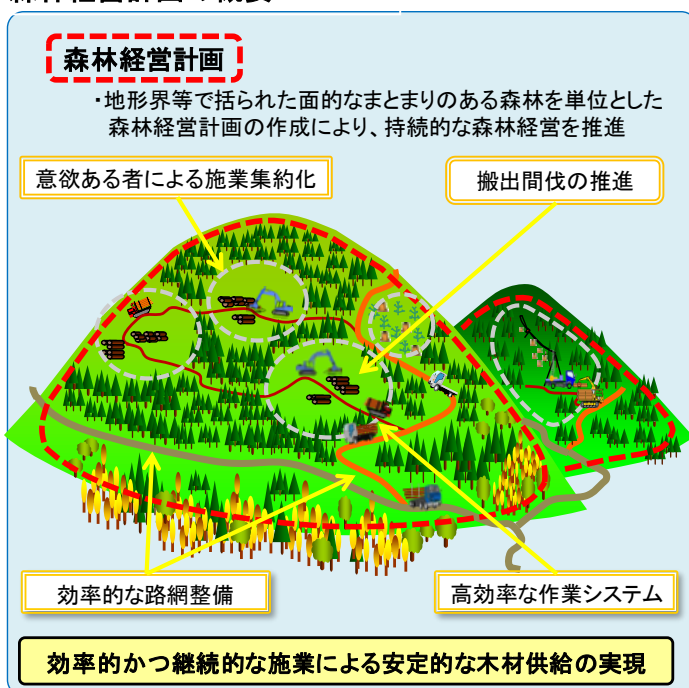 森林経営計画
・地形界等で括られた面的なまとまりのある森林を単位とした
森林経営計画の作成により、持続的な森林経営を推進
意欲ある者による施業集約化
搬出間伐の推進
効率的な路網整備
高効率な作業システム
効率的かつ継続的な施業による安定的な木材供給の実現